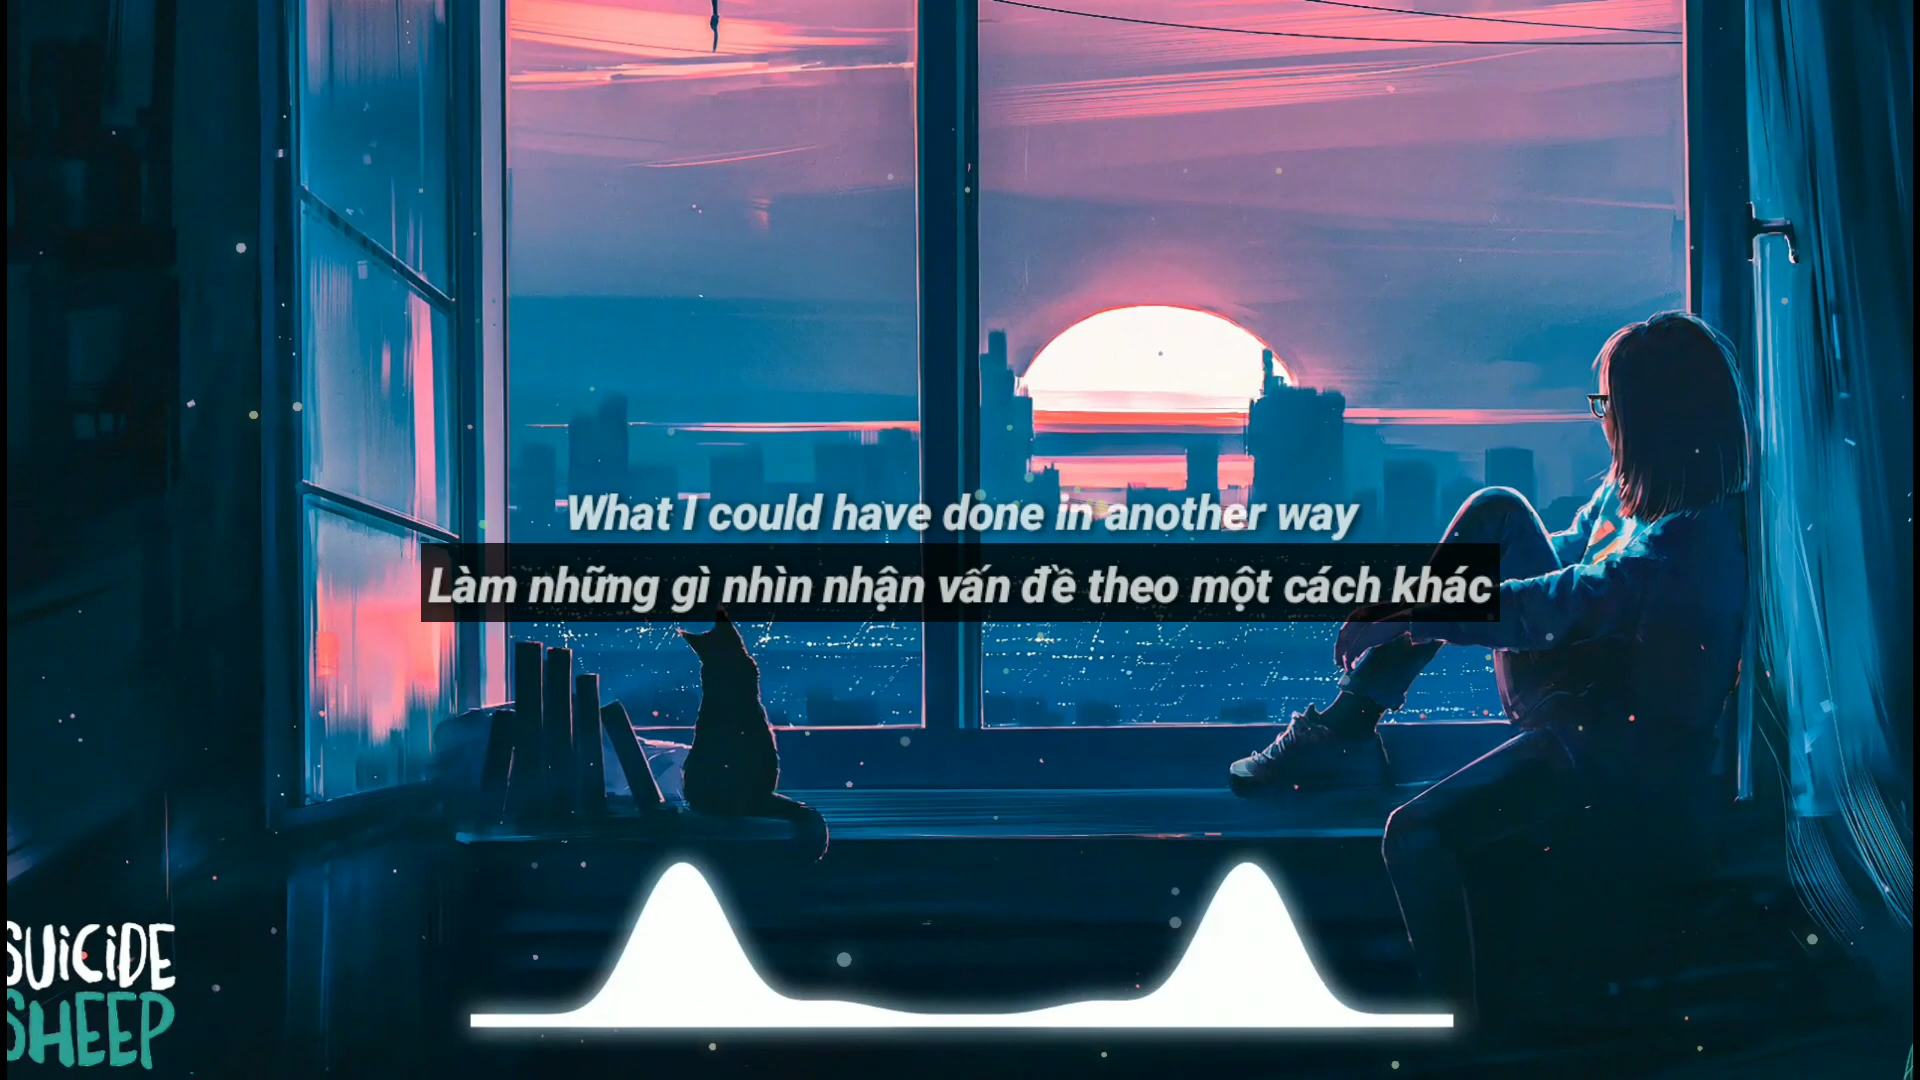 What I could have done in another way
Làm những gì nhìn nhận vấn đề theo một cách khác
SUiCiDE
SHEEP